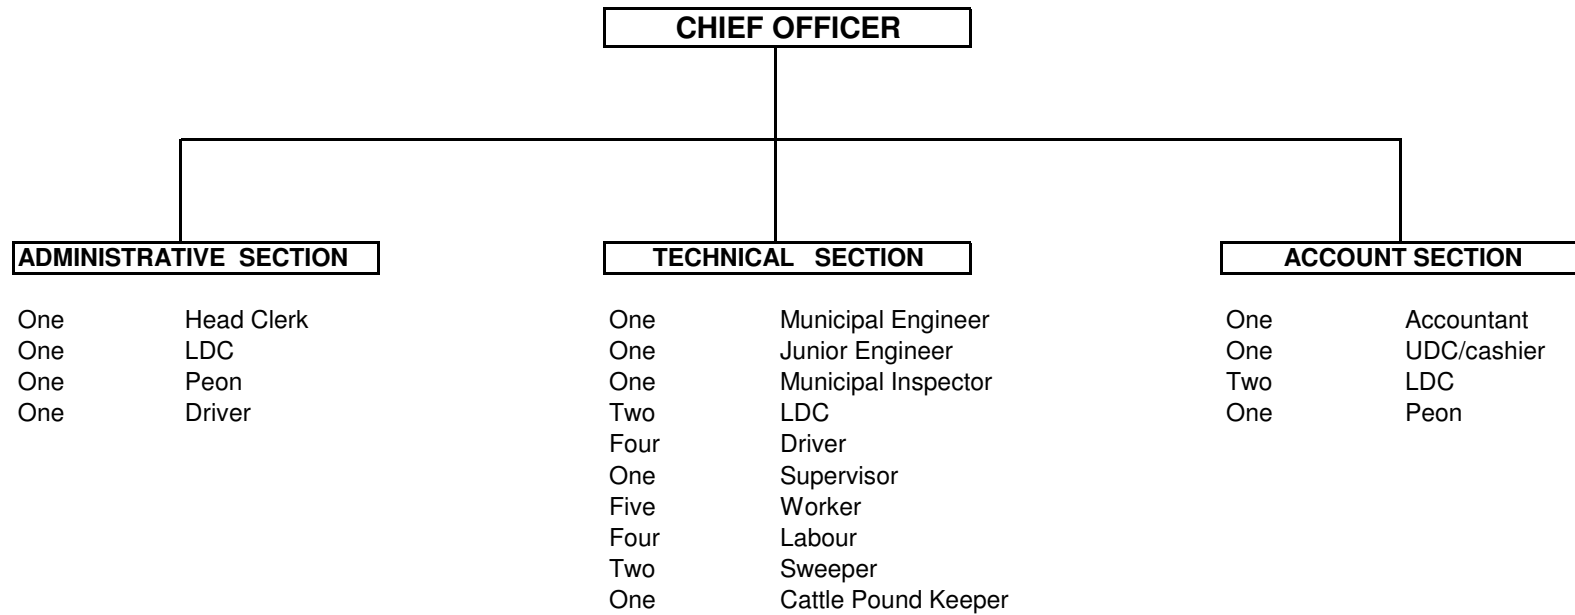 CHIEF OFFICER
ADMINISTRATIVE SECTION
One Head Clerk
One LDC
One Peon
One Driver
TECHNICAL SECTION
One Municipal Engineer
One Junior Engineer
One Municipal Inspector
Two LDC
Four Driver
One Supervisor
Five Worker
Four Labour
Two Sweeper
One Cattle Pound Keeper
ACCOUNT SECTION
One Accountant
One UDC/cashier
Two LDC
One Peon